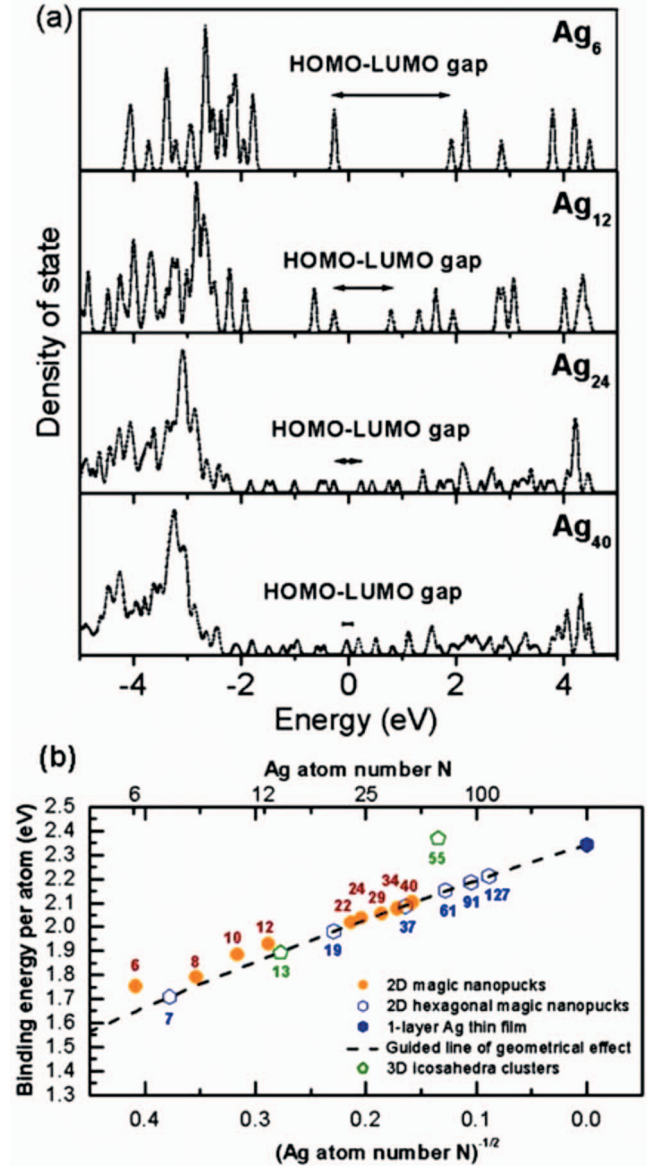 (a)
Ag6
HOMO-LUMO gap
Ag12
HOMO-LUMO gap
Ag24
HOMO-LUMO gap
Ag40
HOMO-LUMO gap
Density of state
-4 -2 0 2 4
Energy (eV)
(b)
Ag atom number N
6 12 25 100
Binding energy per atom (eV)
2.5
2.4
2.3
2.2
2.1
2.0
1.9
1.8
1.7
1.6
1.5
1.4
1.3
6
8
10
12
22
24
29
34
40
7
13
19
37
55
61
91
127
2D magic nanopucks
2D hexagonal magic nanopucks
1-layer Ag thin film
Guided line of geometrical effect
3D icosahedra clusters
0.4 0.3 0.2 0.1 0.0
(Ag atom number N)-1/2